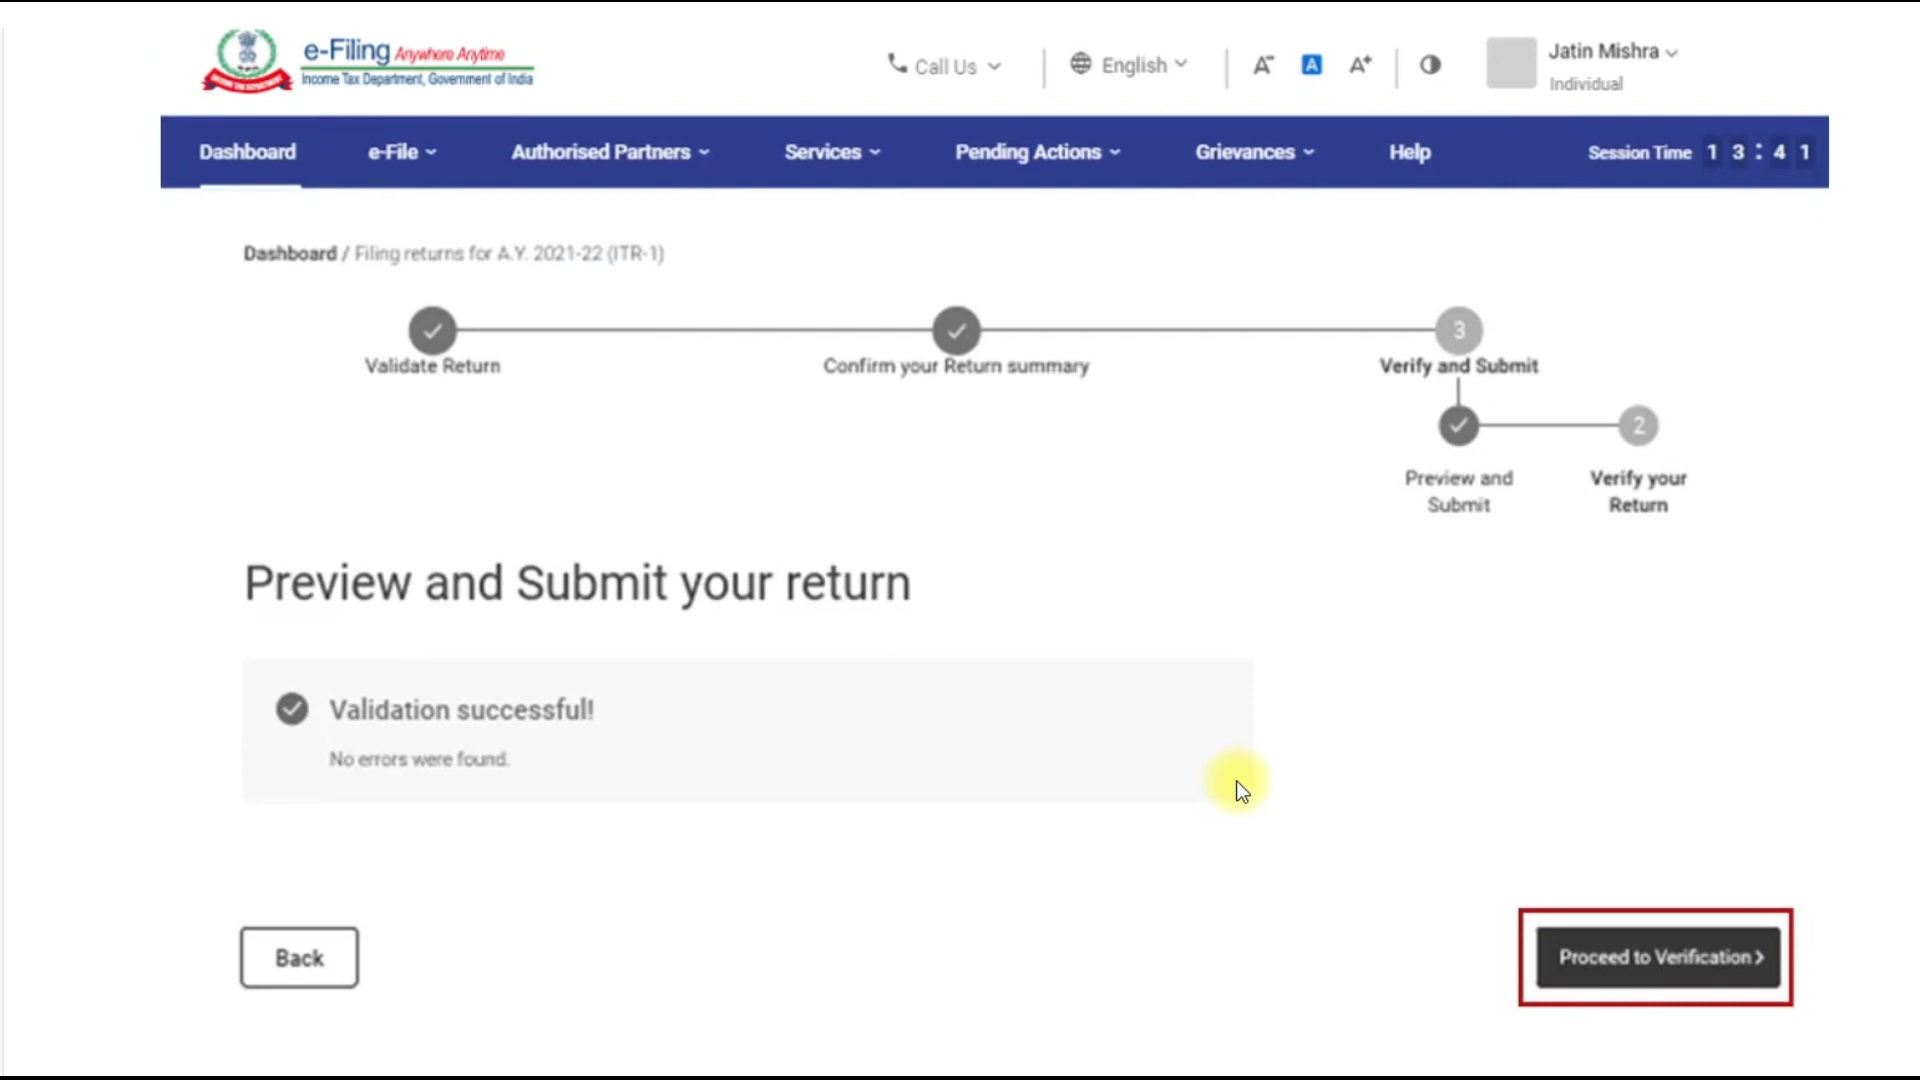 e-Filing Anywhere Anytime
Income Tax Department, Government of India
Call Us
English
A-
A
A+
Jatin Mishra
Individual
Dashboard
e-File
Authorised Partners
Services
Pending Actions
Grievances
Help
Session Time 1 3 : 4 1
Dashboard / Filing returns for A.Y. 2021-22 (ITR-1)
3
Validate Return
Confirm your Return summary
Verify and Submit
2
Preview and
Submit
Verify your
Return
Preview and Submit your return
Validation successful!
No errors were found.
Back
Proceed to Verification >